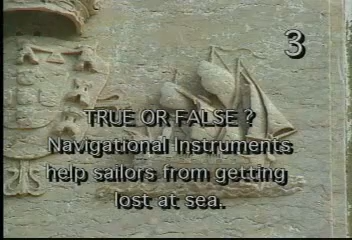 3
TRUE OR FALSE ?
Navigational Instruments
help sailors from getting
lost at sea.